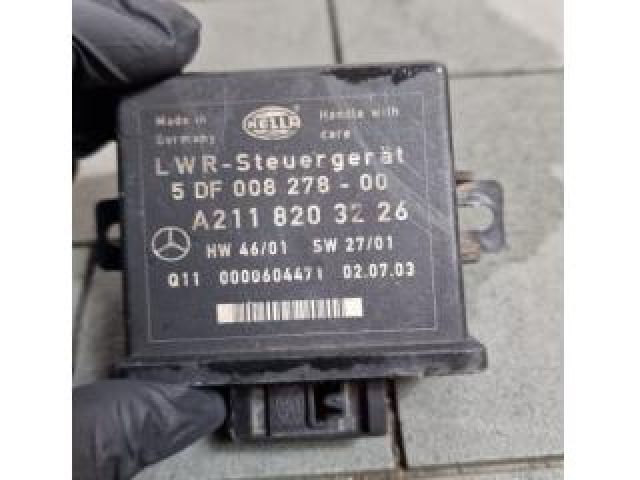 Made in Germany
HELLA
Handle with care
LWR-Steuergerät
5 DF 008 278-00
A211 820 32 26
HW 46/01 SW 27/01
Q11 0000604471 02.07.03